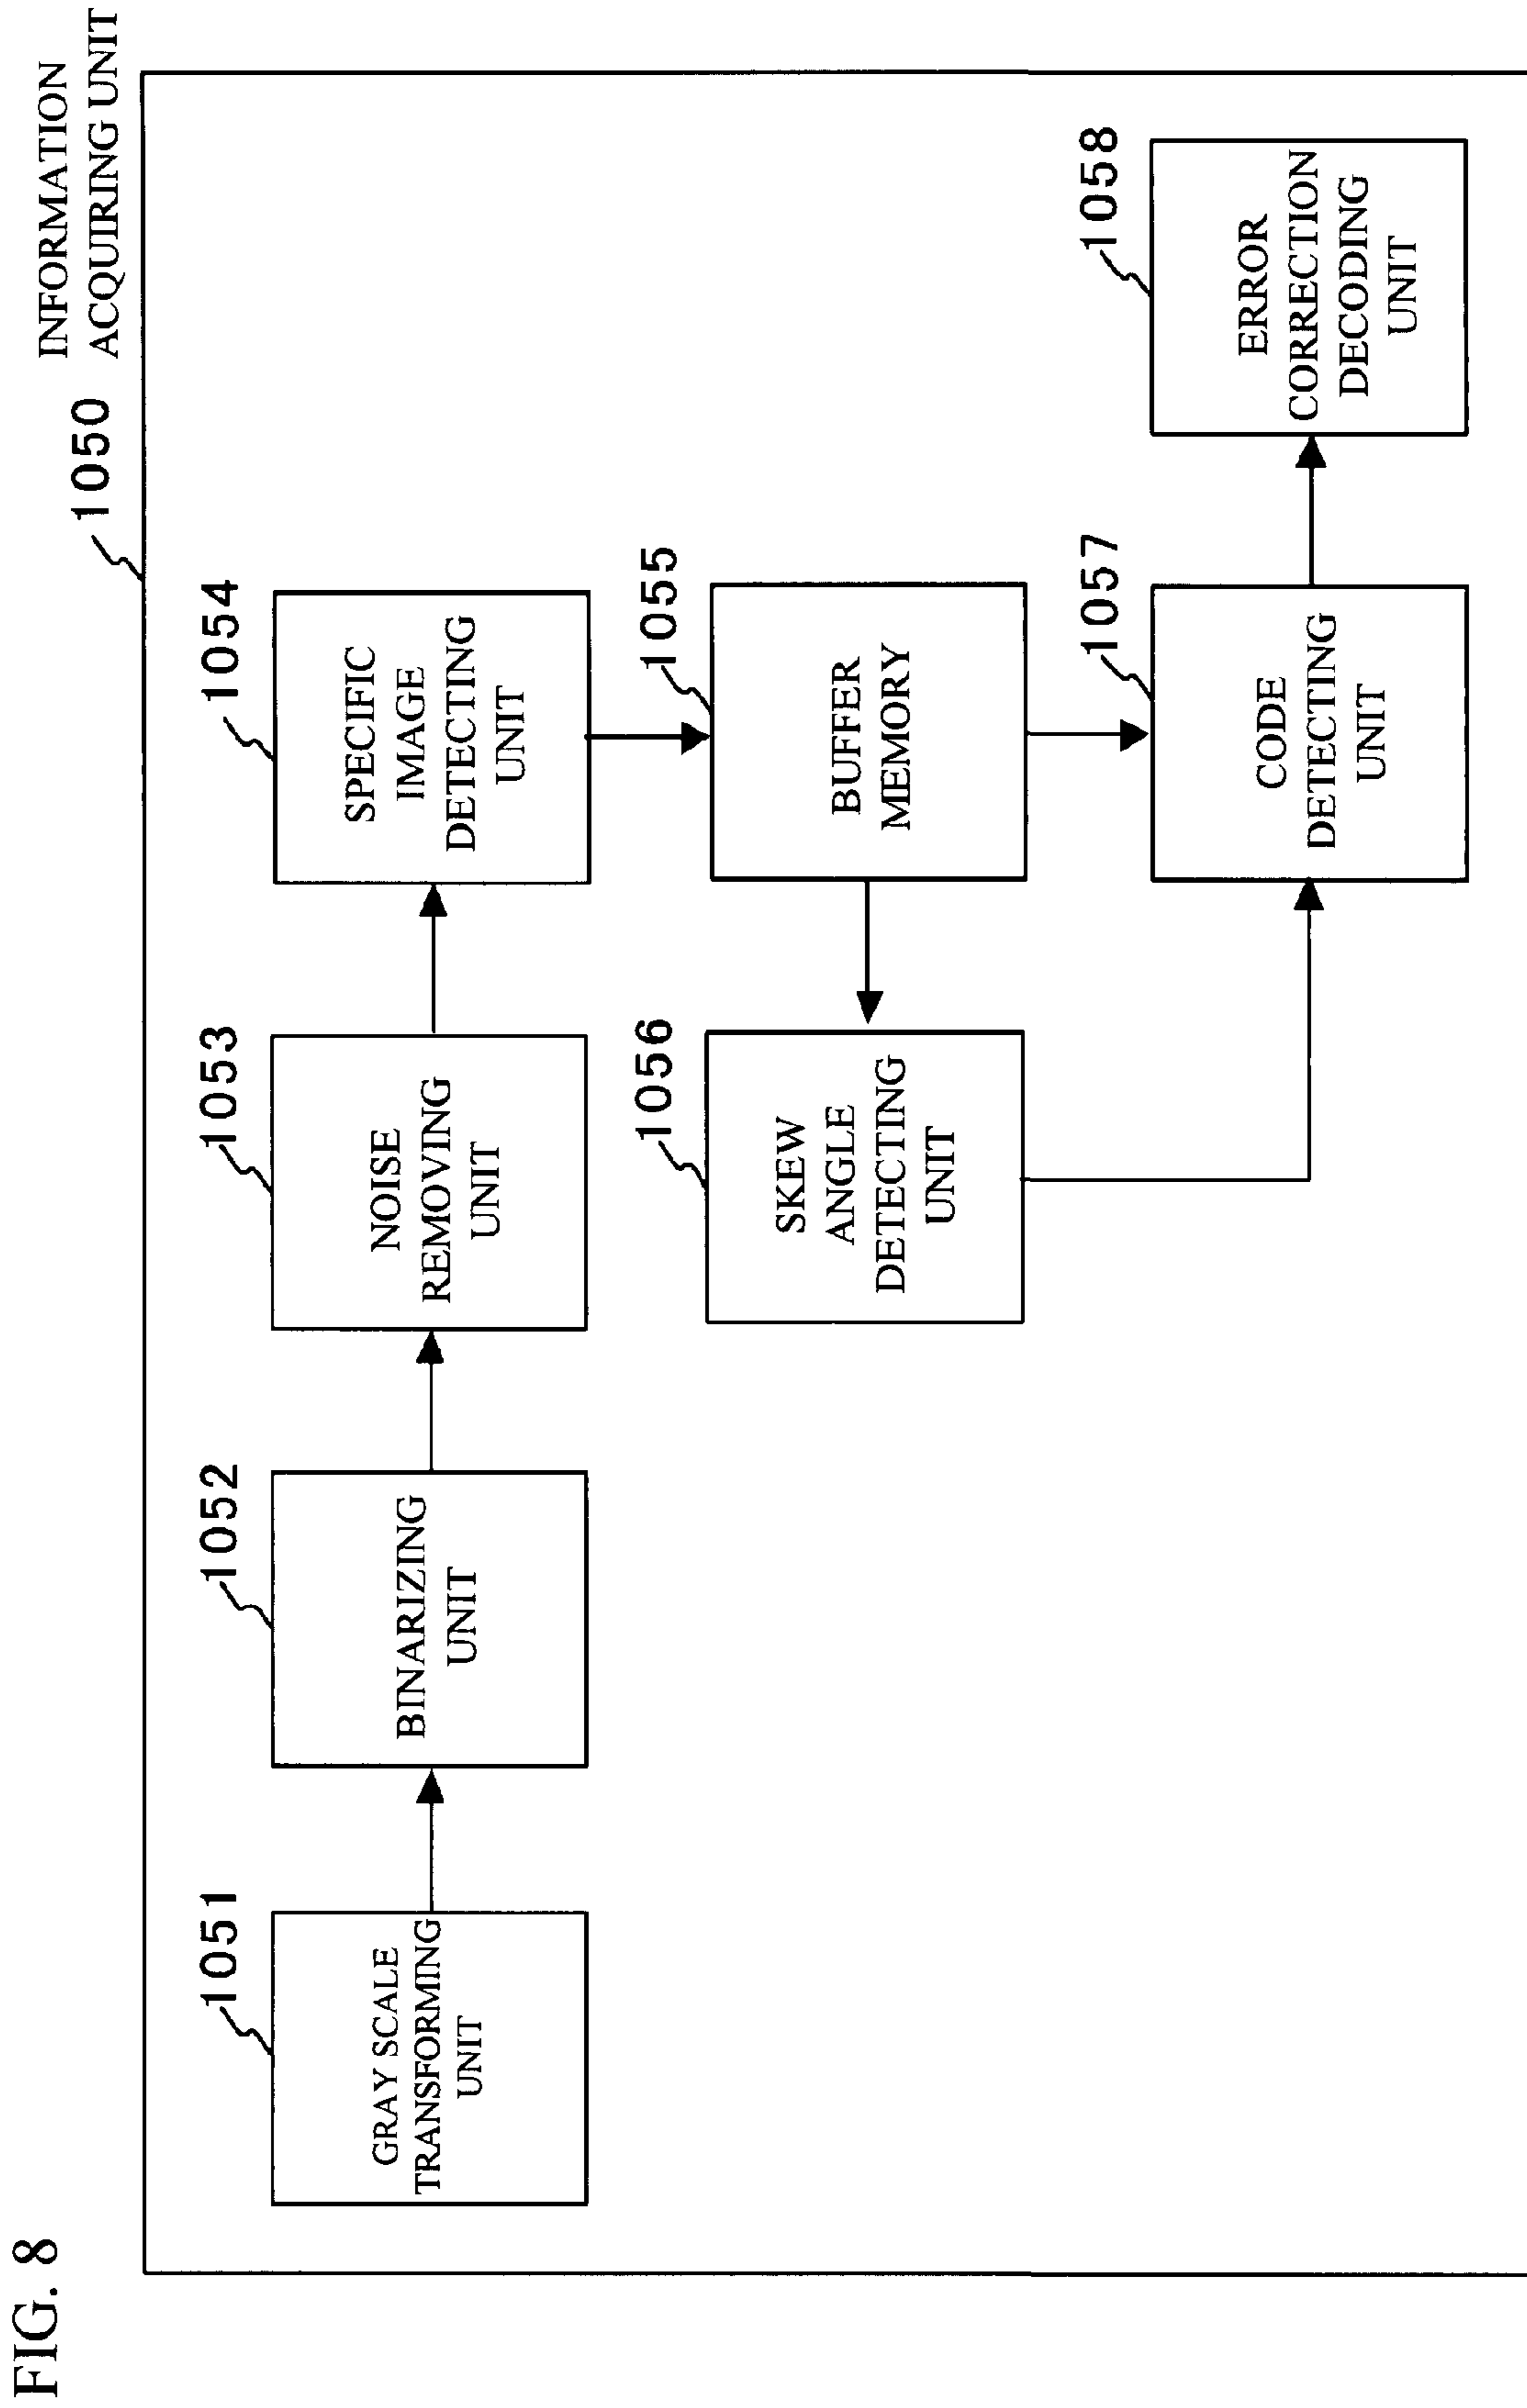 FIG. 8
1050
INFORMATION
ACQUIRING UNIT
1051
GRAY SCALE
TRANSFORMING
UNIT
1052
BINARIZING
UNIT
1053
NOISE
REMOVING
UNIT
1054
SPECIFIC
IMAGE
DETECTING
UNIT
1056
SKEW
ANGLE
DETECTING
UNIT
1055
BUFFER
MEMORY
1057
CODE
DETECTING
UNIT
1058
ERROR
CORRECTION
DECODING
UNIT